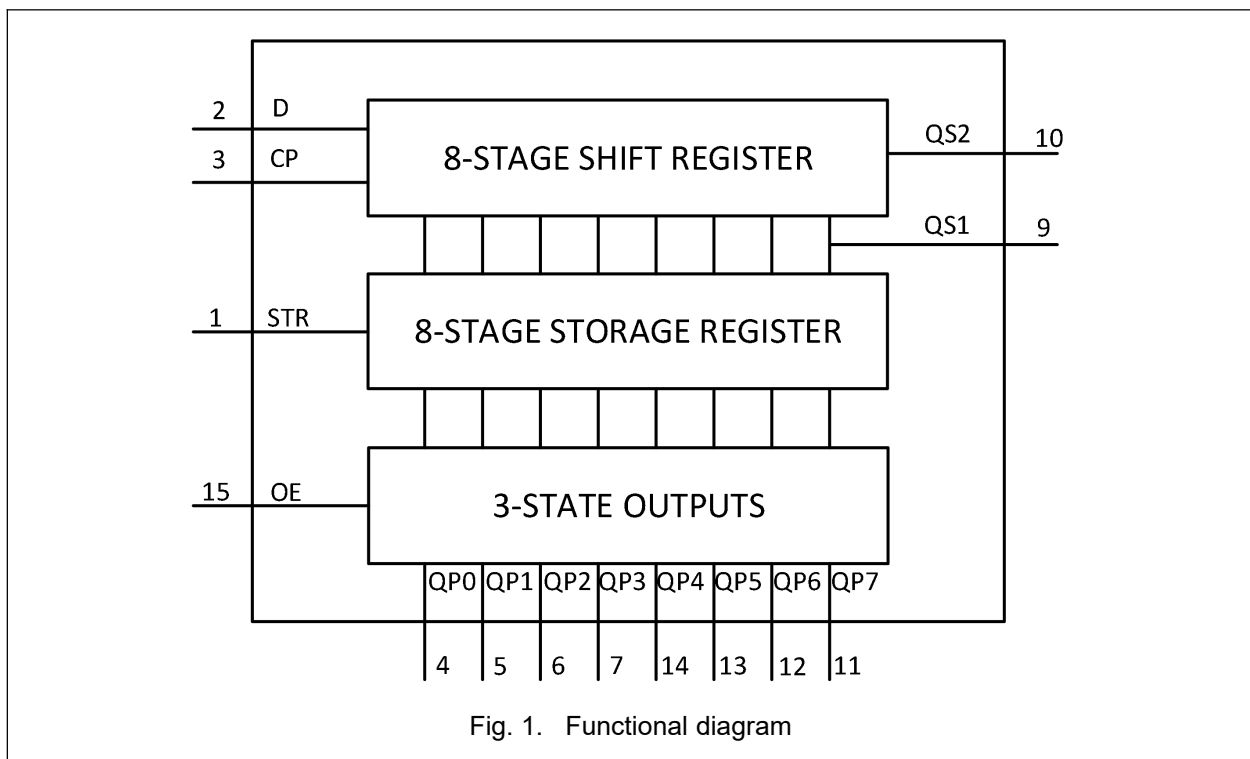 2 D
3 CP
8-STAGE SHIFT REGISTER
QS2 10
QS1 9
1 STR
8-STAGE STORAGE REGISTER
15 OE
3-STATE OUTPUTS
QP0 QP1 QP2 QP3 QP4 QP5 QP6 QP7
4 5 6 7 14 13 12 11
Fig. 1. Functional diagram